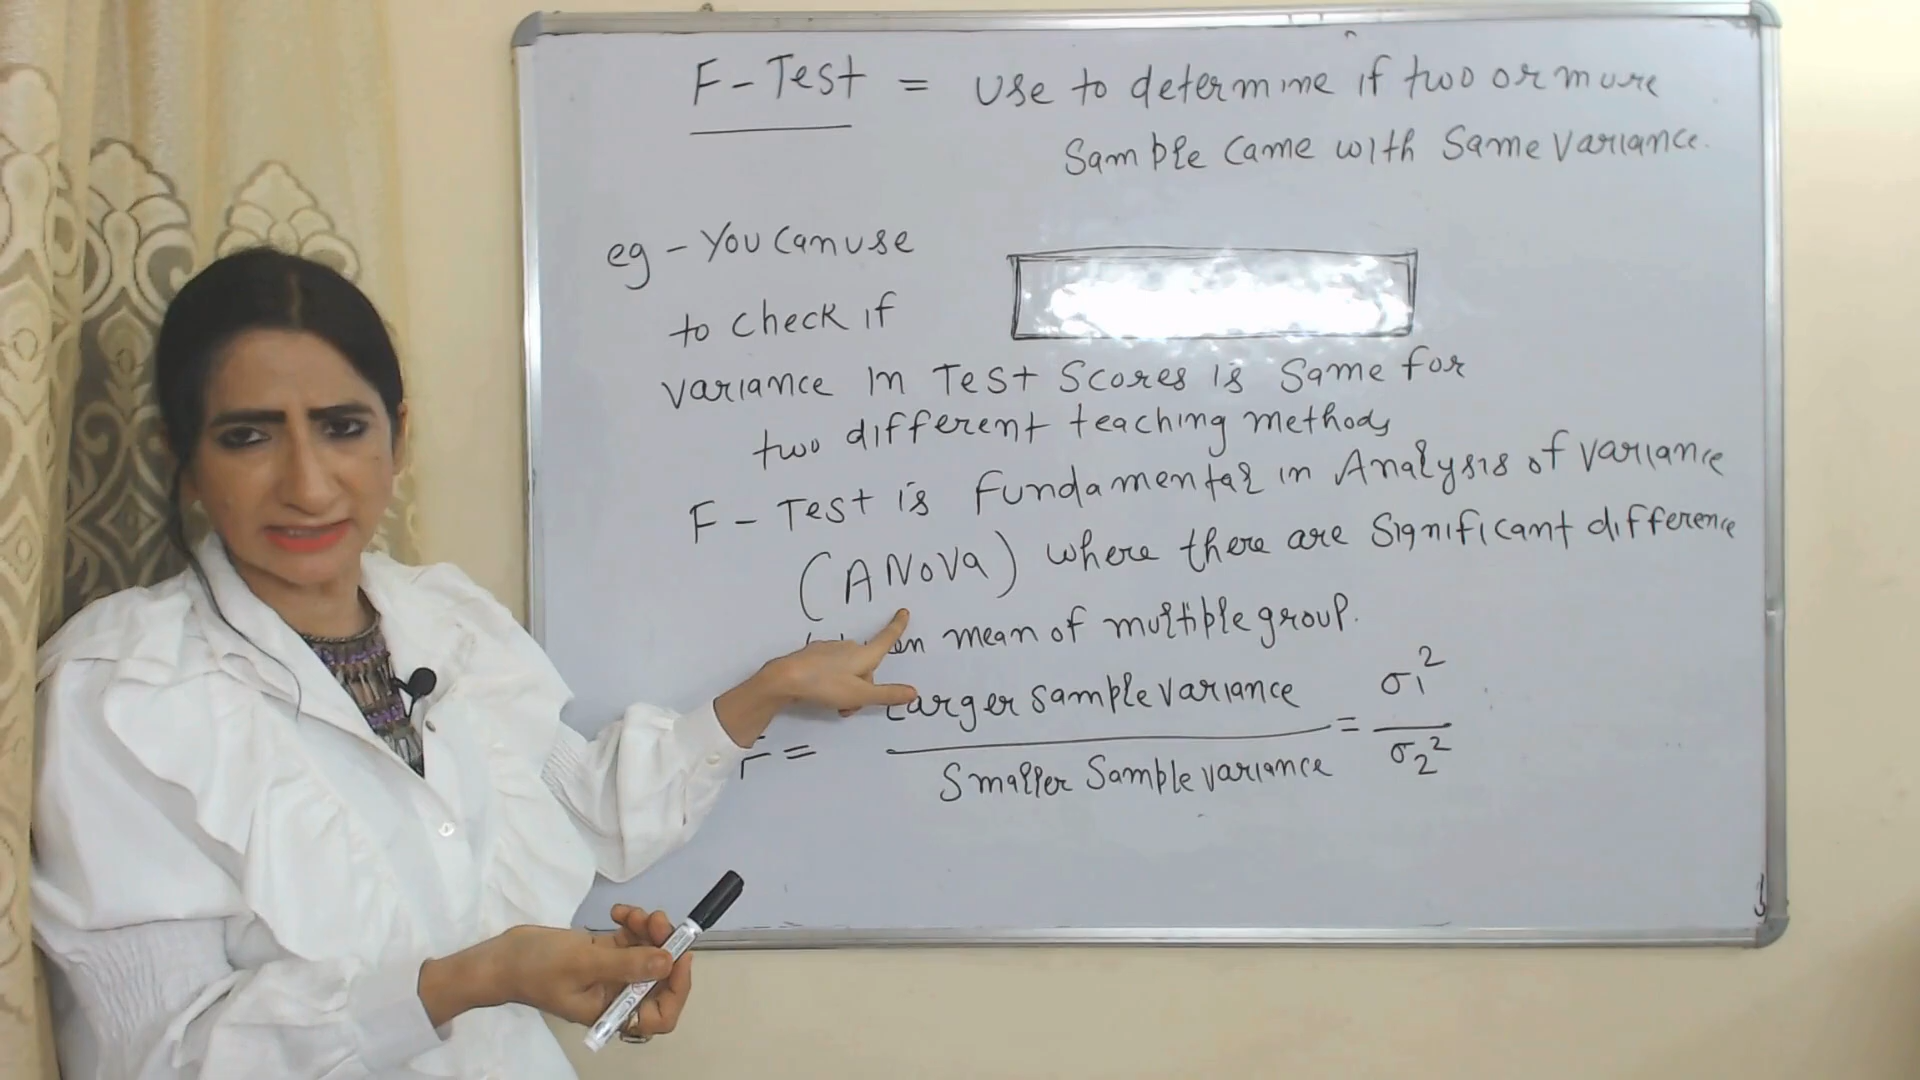 F-Test = use to determine if two or more
Sample Came with Same Variance.
eg - You Can use
to check if
variance in Test Scores is Same for
two different teaching methods
F-Test is fundamental in Analysis of variance
(ANOVA) where there are significant difference
mean of multiple group.
F = Larger Sample Variance / Smaller Sample variance = σ1² / σ2²